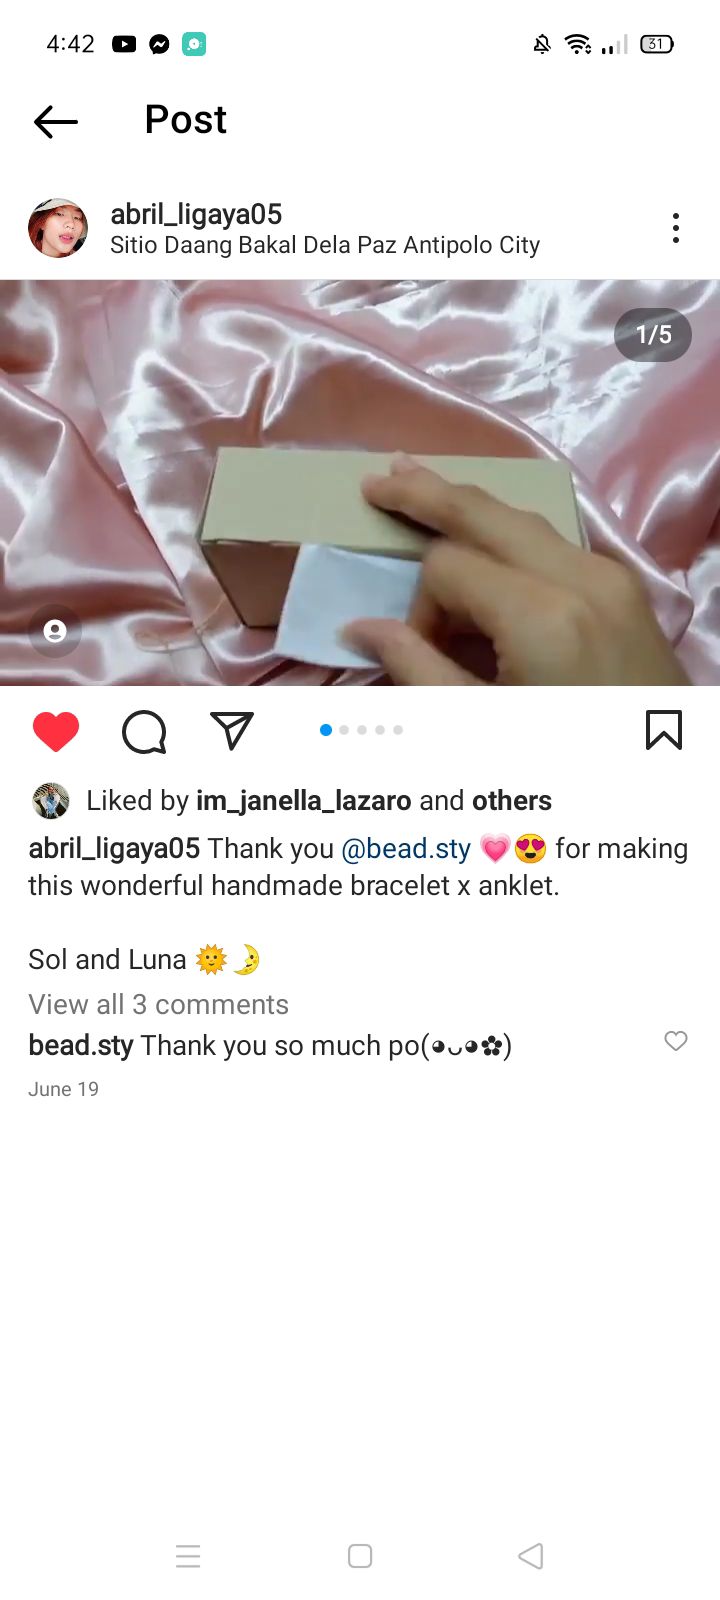 4:42
31
Post
abril_ligaya05
Sitio Daang Bakal Dela Paz Antipolo City
1/5
Liked by im_janella_lazaro and others
abril_ligaya05 Thank you @bead.sty 💗😍 for making
this wonderful handmade bracelet x anklet.
Sol and Luna 🌞🌛
View all 3 comments
bead.sty Thank you so much po(◕ᴗ◕✿)
June 19